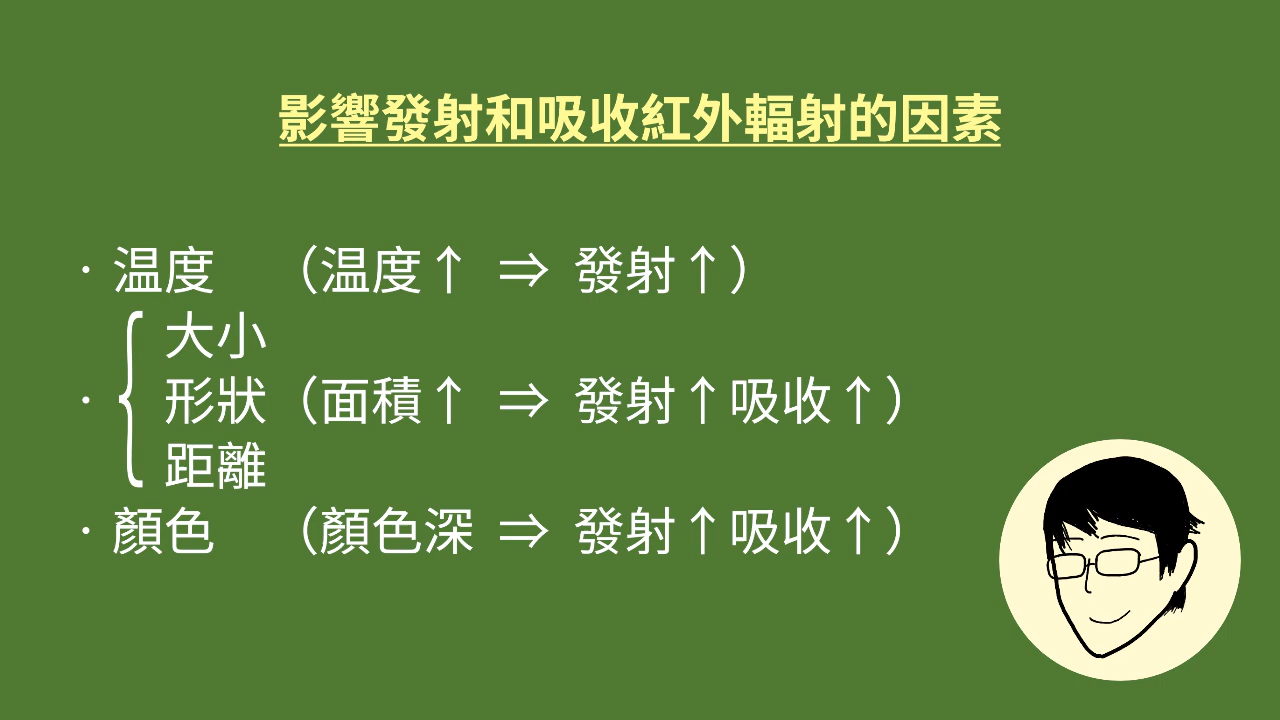 影響發射和吸收紅外輻射的因素
· 温度 （温度↑ ⇒ 發射↑）
大小
· { 形狀（面積↑ ⇒ 發射↑吸收↑）
距離
· 顏色 （顏色深 ⇒ 發射↑吸收↑）